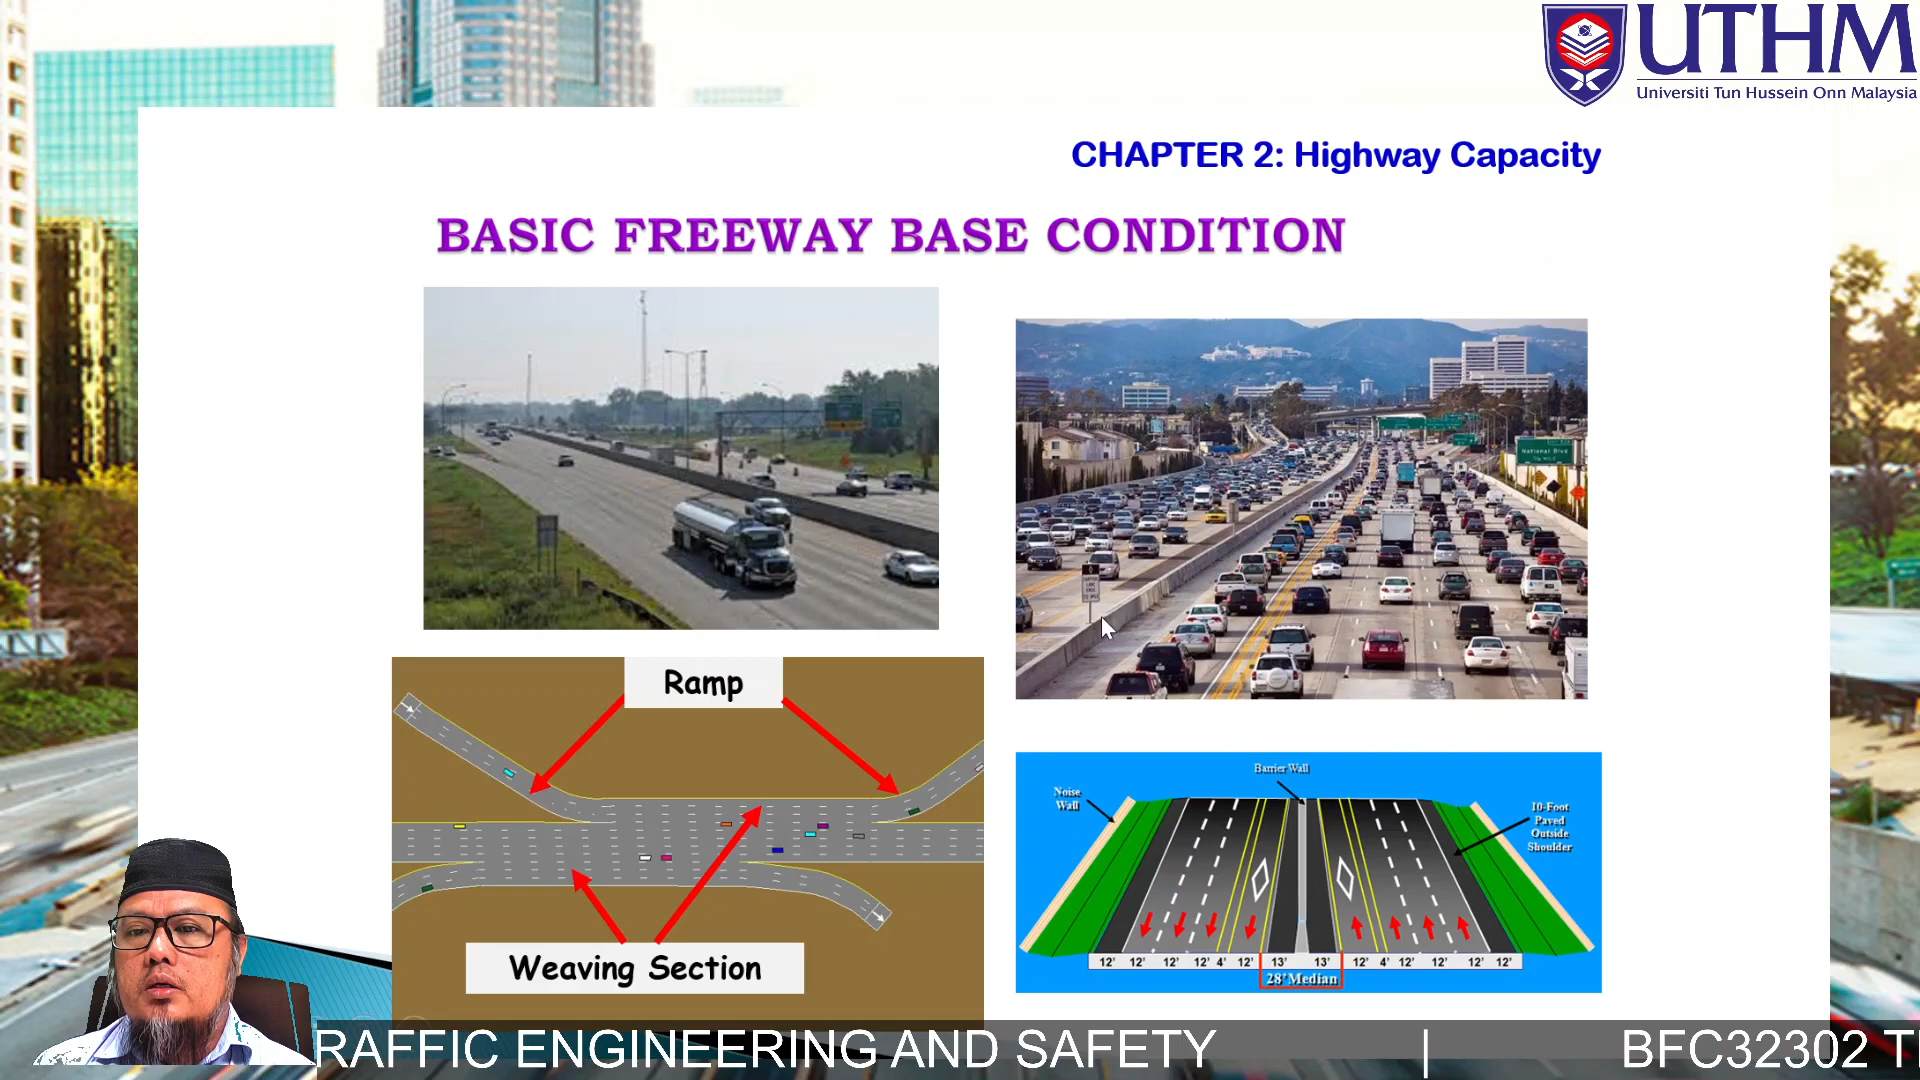 UTHM
Universiti Tun Hussein Onn Malaysia
CHAPTER 2: Highway Capacity
BASIC FREEWAY BASE CONDITION
National Blvd
Ramp
Weaving Section
Barrier Wall
Noise
Wall
10-Foot
Paved
Outside
Shoulder
12' 12' 12' 12' 4' 12' 13' 13' 12' 4' 12' 12' 12' 12'
28' Median
RAFFIC ENGINEERING AND SAFETY | BFC32302 T